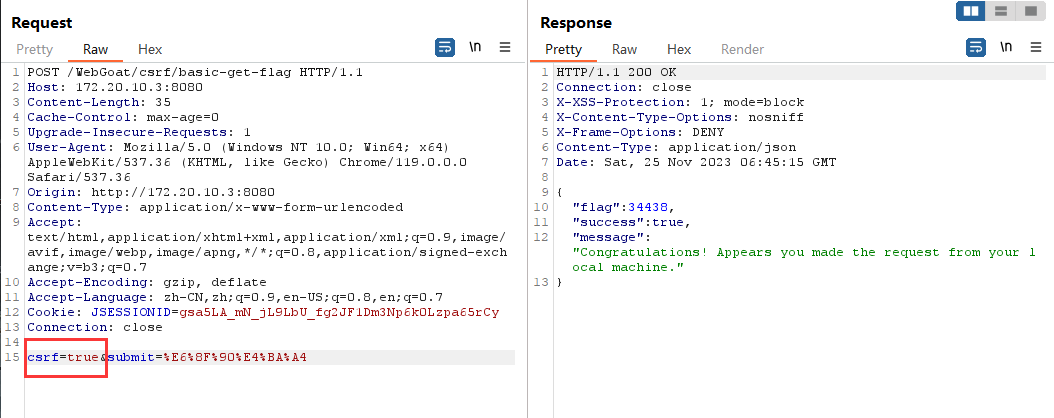 Request
Pretty Raw Hex
\n
1 POST /WebGoat/csrf/basic-get-flag HTTP/1.1
2 Host: 172.20.10.3:8080
3 Content-Length: 35
4 Cache-Control: max-age=0
5 Upgrade-Insecure-Requests: 1
6 User-Agent: Mozilla/5.0 (Windows NT 10.0; Win64; x64)
AppleWebKit/537.36 (KHTML, like Gecko) Chrome/119.0.0.0
Safari/537.36
7 Origin: http://172.20.10.3:8080
8 Content-Type: application/x-www-form-urlencoded
9 Accept:
text/html,application/xhtml+xml,application/xml;q=0.9,image/
avif,image/webp,image/apng,*/*;q=0.8,application/signed-exch
ange;v=b3;q=0.7
10 Accept-Encoding: gzip, deflate
11 Accept-Language: zh-CN,zh;q=0.9,en-US;q=0.8,en;q=0.7
12 Cookie: JSESSIONID=gsa5LA_mN_jL9LbU_fg2JF1Dm3Np6k0Lzpa65rCy
13 Connection: close
14
15 csrf=true&submit=%E6%8F%90%E4%BA%A4
Response
Pretty Raw Hex Render
\n
1 HTTP/1.1 200 OK
2 Connection: close
3 X-XSS-Protection: 1; mode=block
4 X-Content-Type-Options: nosniff
5 X-Frame-Options: DENY
6 Content-Type: application/json
7 Date: Sat, 25 Nov 2023 06:45:15 GMT
8
9 {
10 "flag":34438,
11 "success":true,
12 "message":
"Congratulations! Appears you made the request from your l
ocal machine."
13 }